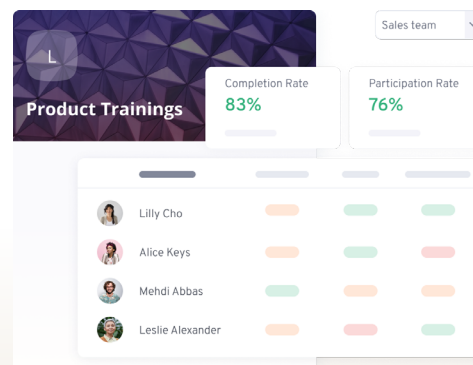 Sales team
L
Product Trainings
Completion Rate
83%
Participation Rate
76%
Lilly Cho
Alice Keys
Mehdi Abbas
Leslie Alexander